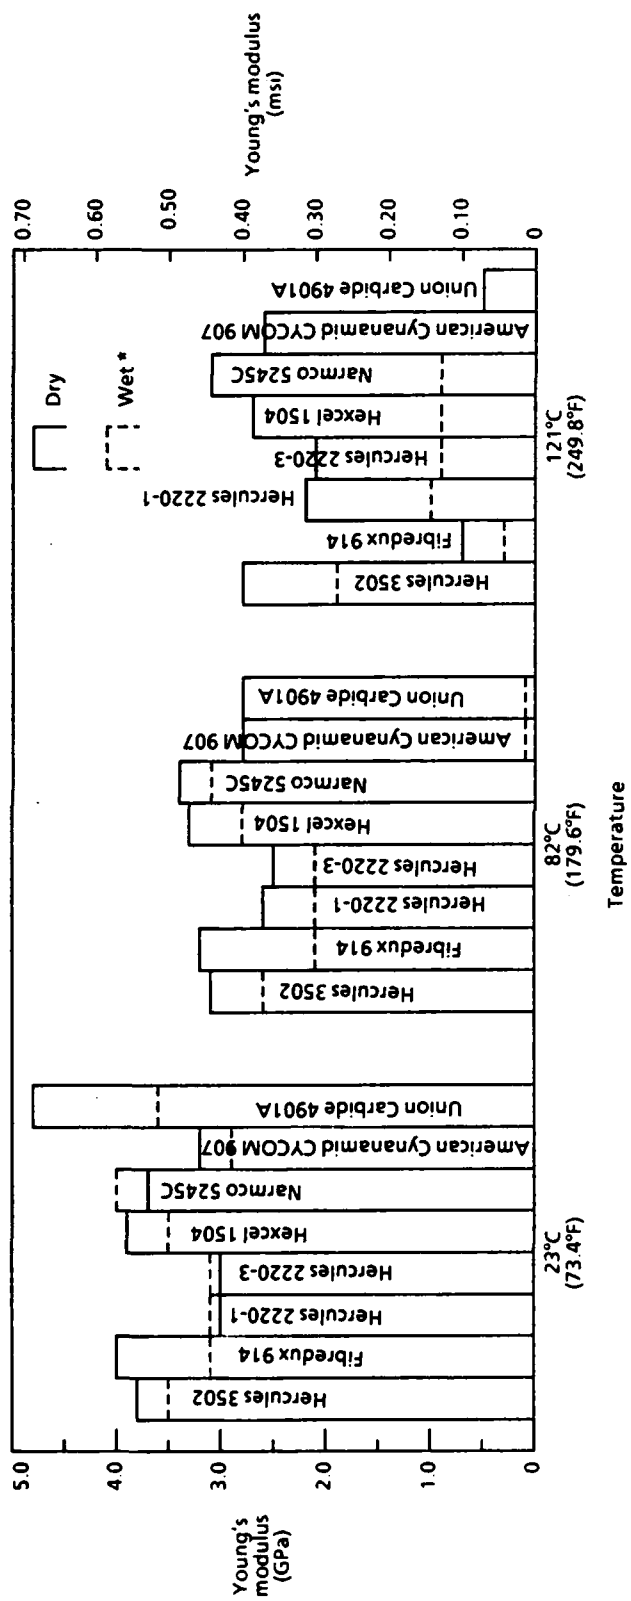 Young's
modulus
(GPa)
5.0
4.0
3.0
2.0
1.0
0
Hercules 3502
Fibredux 914
Hercules 2220-1
Hercules 2220-3
Hexcel 1504
Narmco 5245C
American Cynanamid CYCOM 907
Union Carbide 4901A
23°C
(73.4°F)
Hercules 3502
Fibredux 914
Hercules 2220-1
Hercules 2220-3
Hexcel 1504
Narmco 5245C
American Cynanamid CYCOM 907
Union Carbide 4901A
82°C
(179.6°F)
Hercules 3502
Fibredux 914
Hercules 2220-1
Hercules 2220-3
Hexcel 1504
Narmco 5245C
American Cynanamid CYCOM 907
Union Carbide 4901A
121°C
(249.8°F)
Temperature
Dry
Wet *
0.70
0.60
0.50
0.40
0.30
0.20
0.10
0
Young's modulus
(msi)